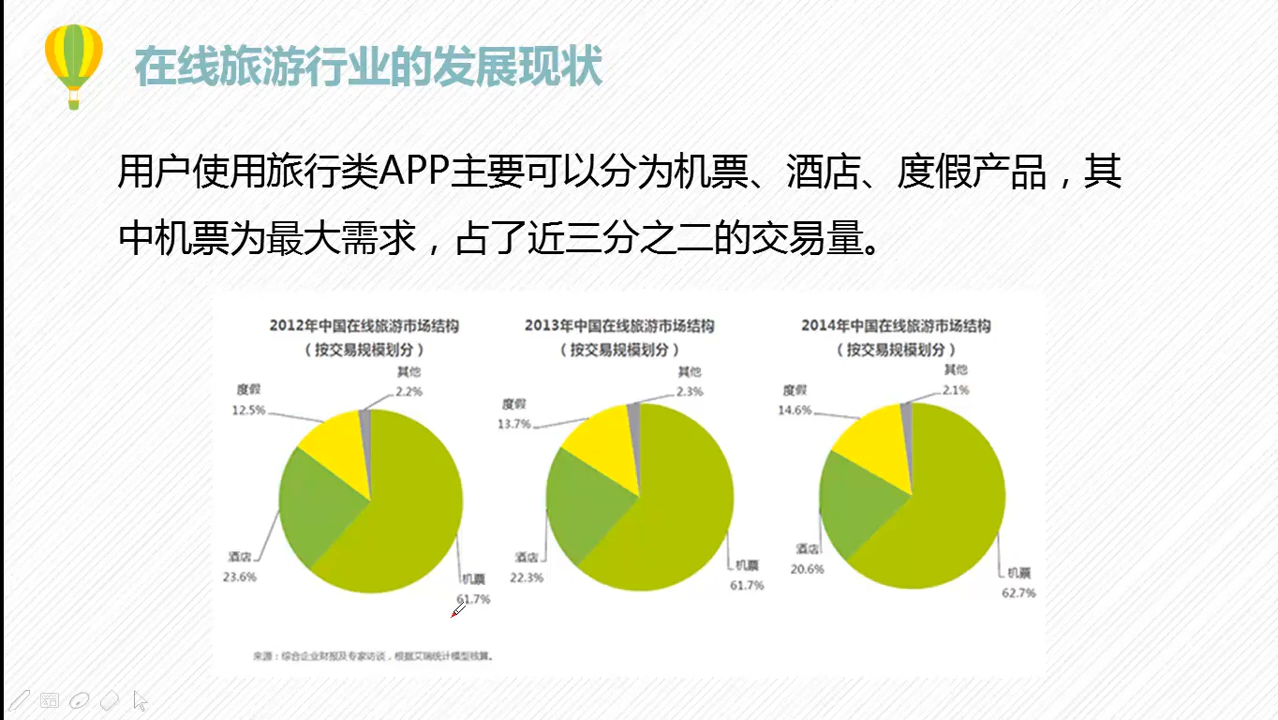 在线旅游行业的发展现状
用户使用旅行类APP主要可以分为机票、酒店、度假产品，其
中机票为最大需求，占了近三分之二的交易量。
2012年中国在线旅游市场结构
（按交易规模划分）
其他
2.2%
度假
12.5%
酒店
23.6%
机票
61.7%
2013年中国在线旅游市场结构
（按交易规模划分）
其他
2.3%
度假
13.7%
酒店
22.3%
机票
61.7%
2014年中国在线旅游市场结构
（按交易规模划分）
其他
2.1%
度假
14.6%
酒店
20.6%
机票
62.7%
来源：综合企业财报及专家访谈，根据艾瑞统计模型核算。